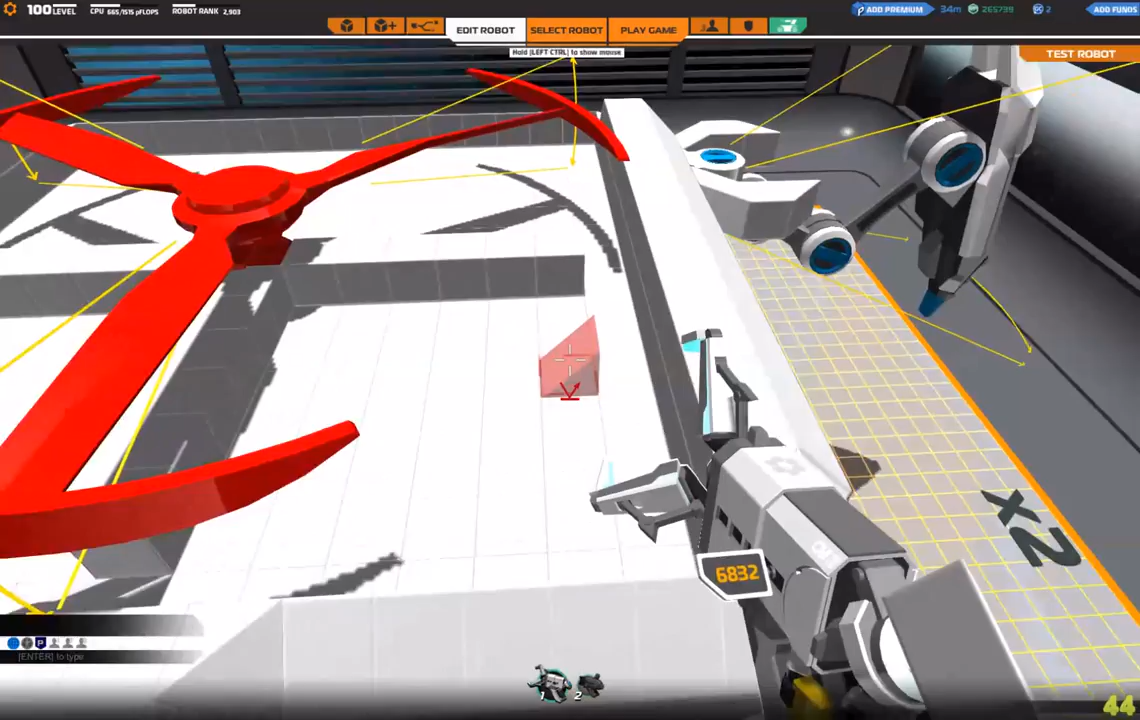 100 LEVEL CPU 665/1515 pFLOPS ROBOT RANK 2,903
ADD PREMIUM 34m 265739 2 ADD FUNDS
EDIT ROBOT SELECT ROBOT PLAY GAME
Hold [LEFT CTRL] to show mouse
TEST ROBOT
X2
6832
P
[ENTER] to type
1 2
44